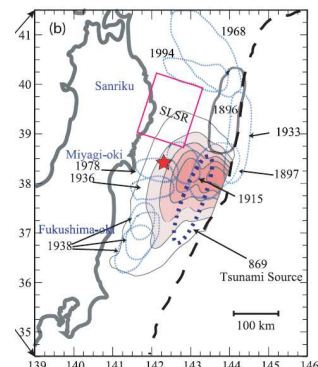 41
(b)
1968
1994
Sanriku
40
SLSR
1896
39
1933
Miyagi-oki
1978
1936
1897
38
1915
Fukushima-oki
37
1938
869
Tsunami Source
36
100 km
35
139 140 141 142 143 144 145 146